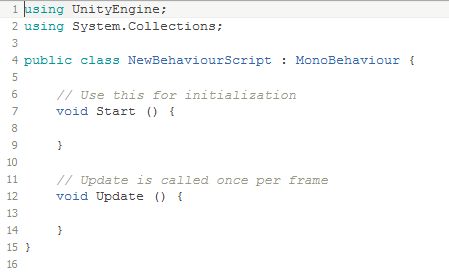 1 using UnityEngine;
2 using System.Collections;
3
4 public class NewBehaviourScript : MonoBehaviour {
5
6     // Use this for initialization
7     void Start () {
8
9     }
10
11     // Update is called once per frame
12     void Update () {
13
14     }
15 }
16